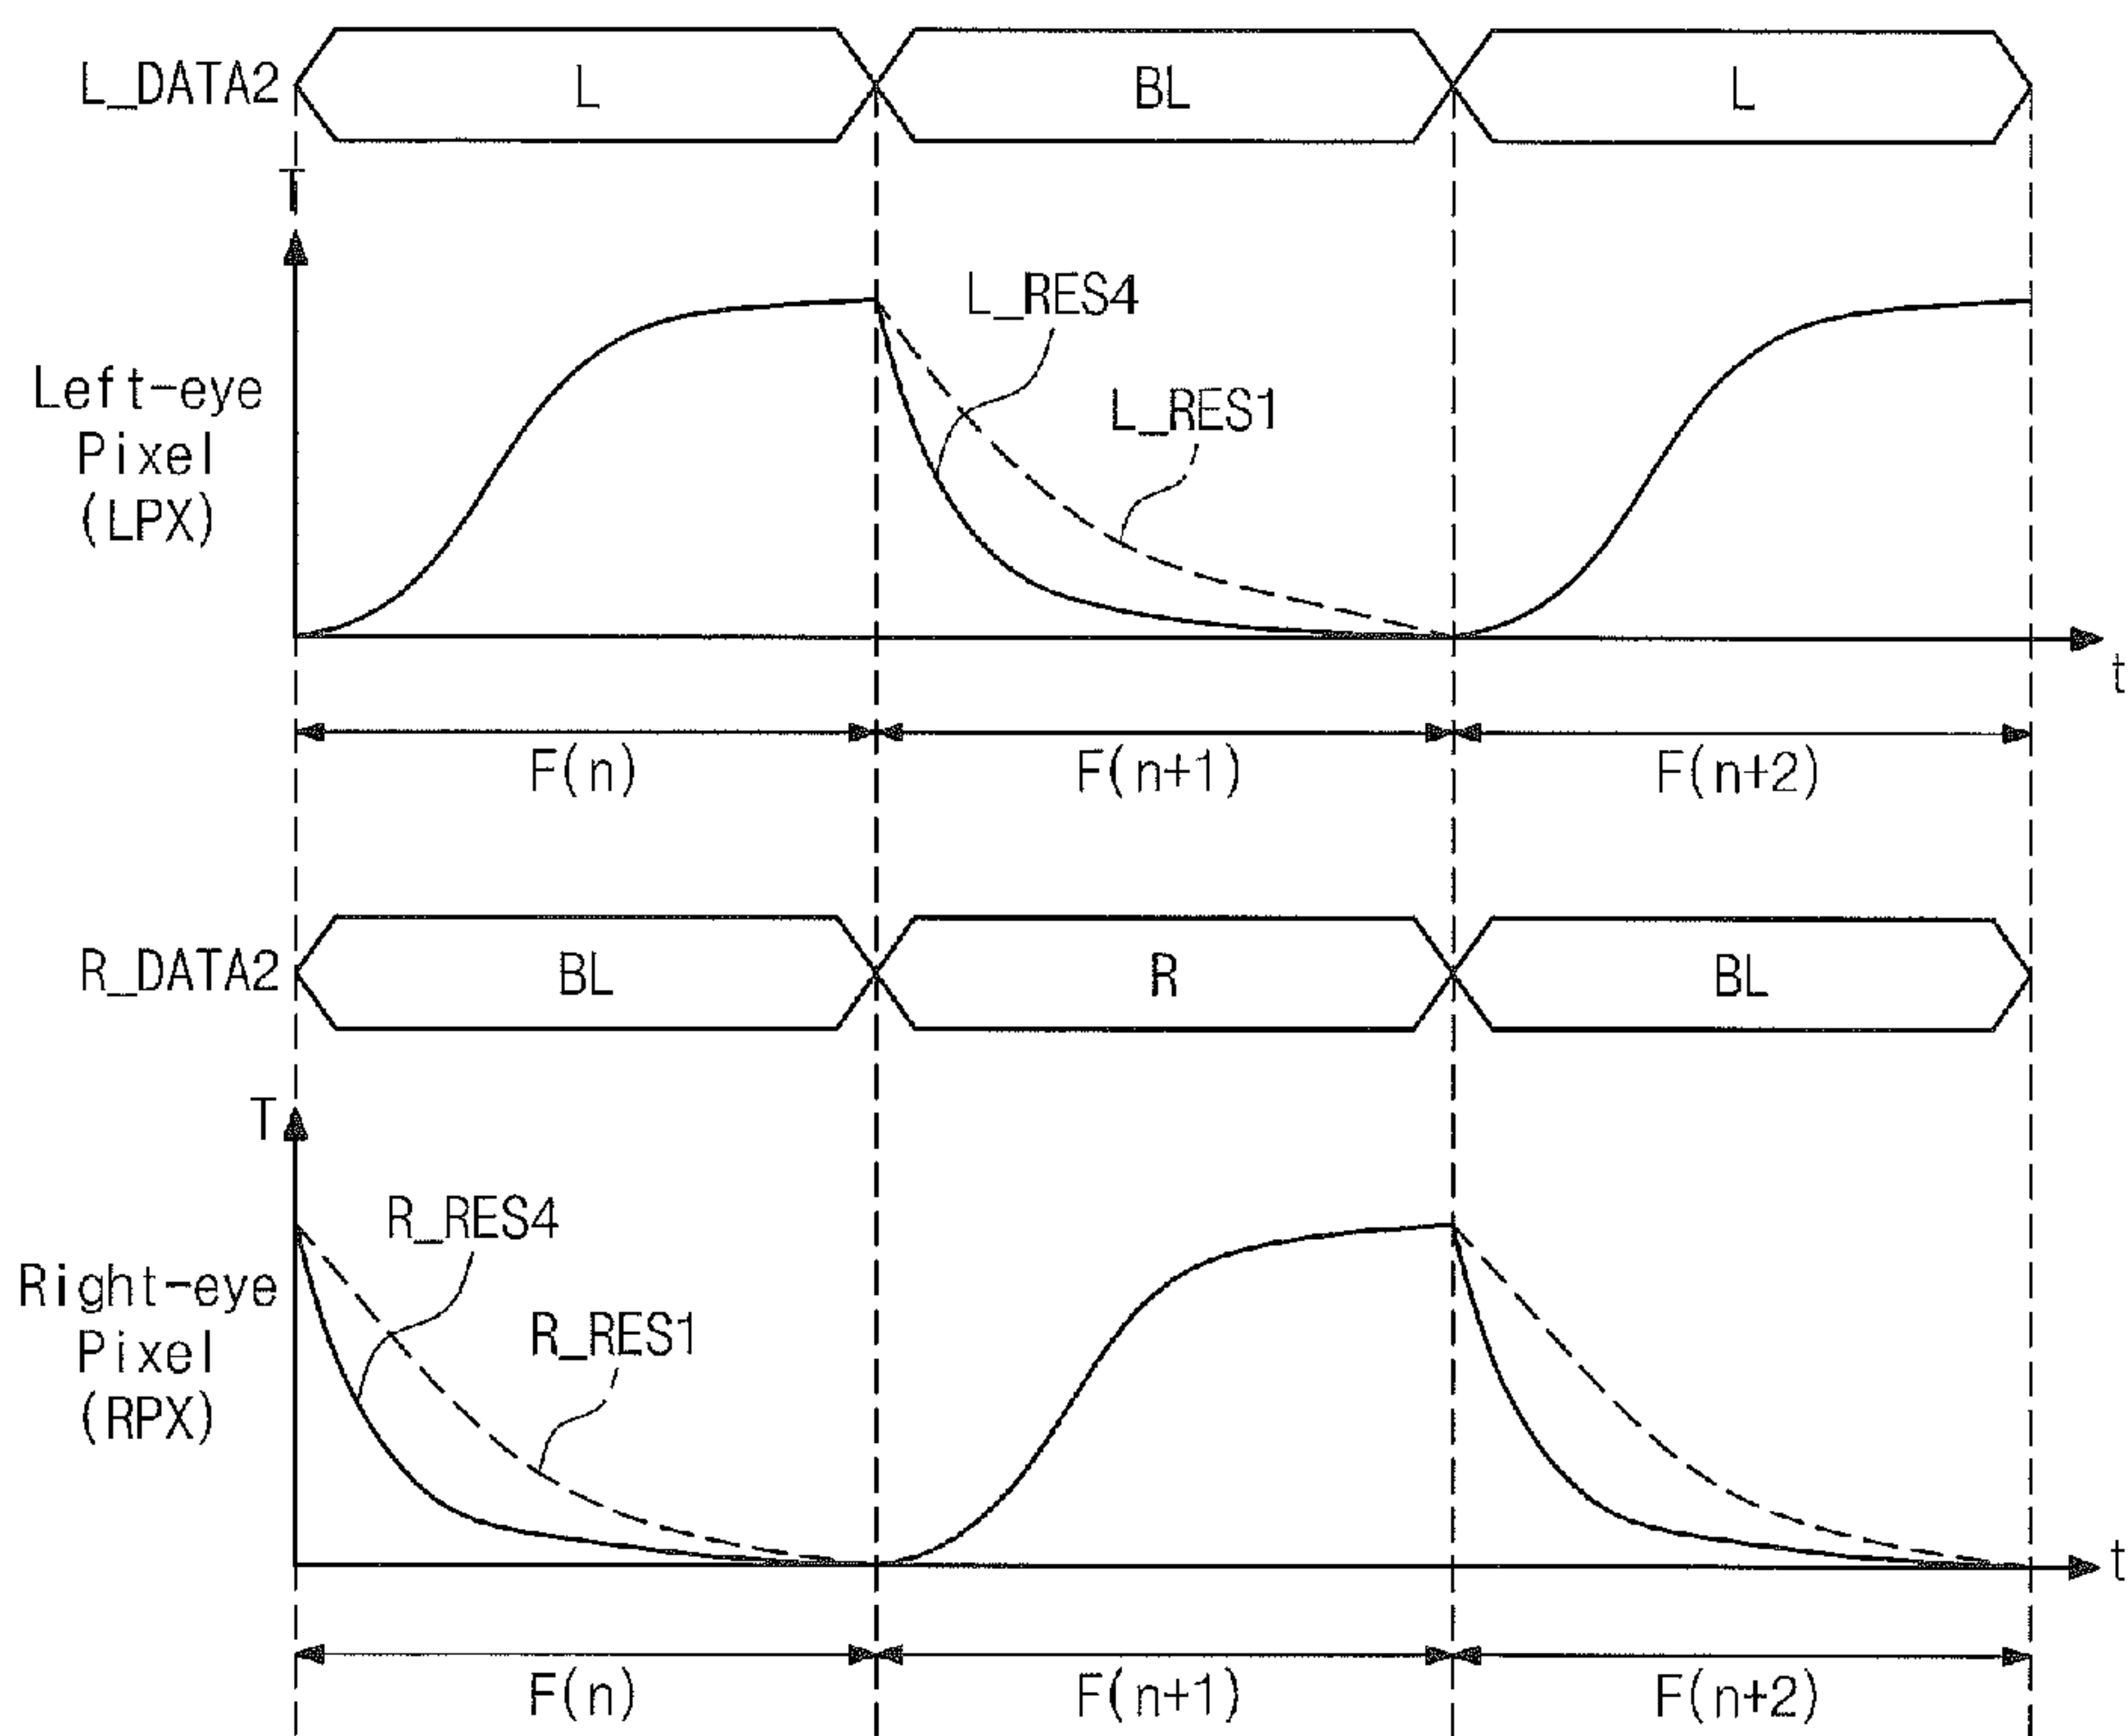 L_DATA2
L
BL
L
T
L_RES4
L_RES1
Left-eye
Pixel
(LPX)
t
F(n)
F(n+1)
F(n+2)
R_DATA2
BL
R
BL
T
R_RES4
R_RES1
Right-eye
Pixel
(RPX)
t
F(n)
F(n+1)
F(n+2)